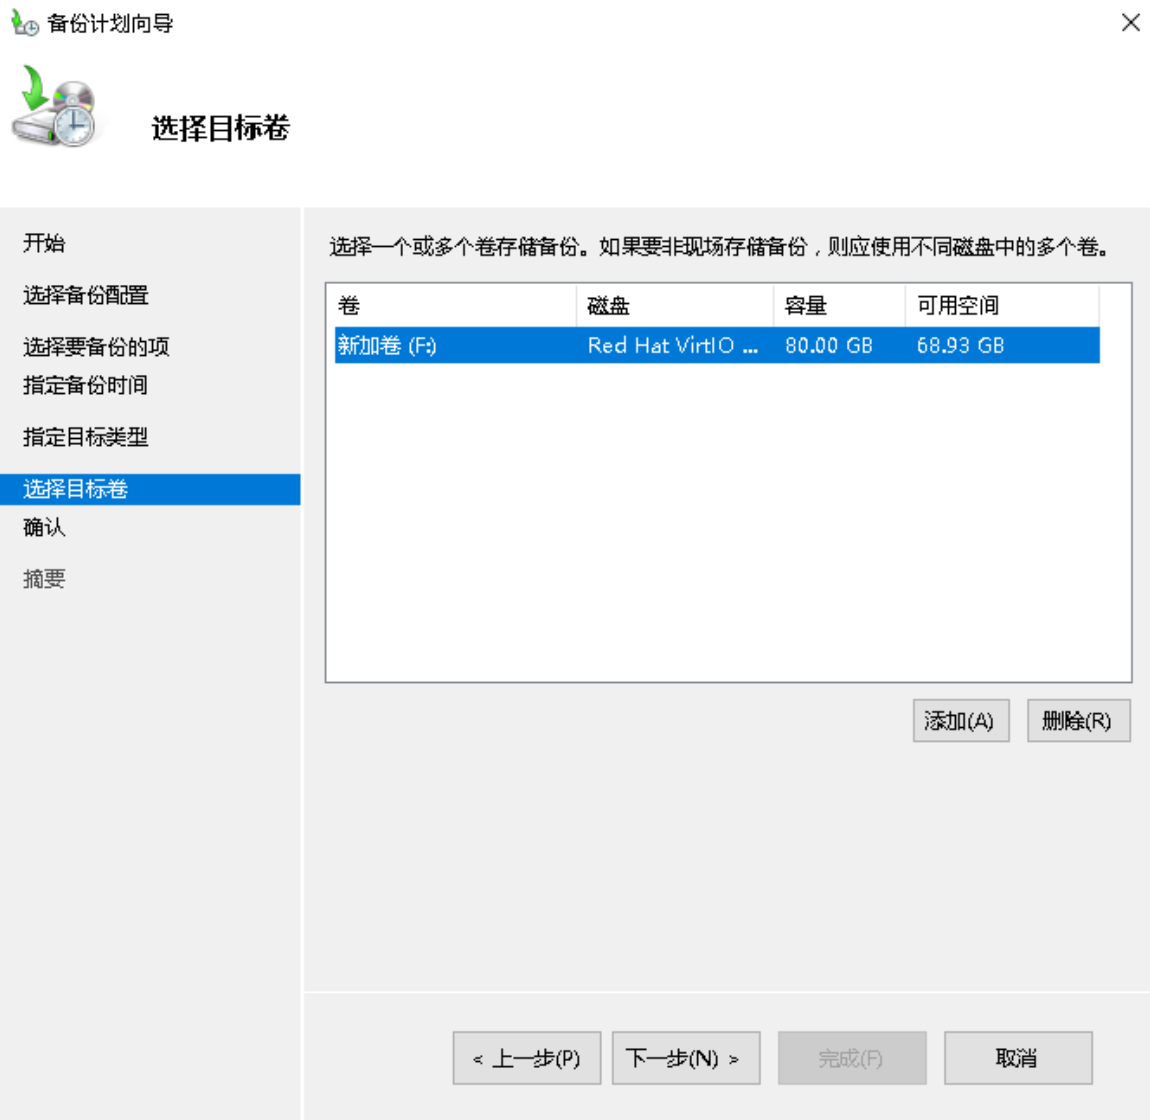 备份计划向导
选择目标卷
开始
选择备份配置
选择要备份的项
指定备份时间
指定目标类型
选择目标卷
确认
摘要
选择一个或多个卷存储备份。如果要非现场存储备份，则应使用不同磁盘中的多个卷。
卷 磁盘 容量 可用空间
新加卷 (F:) Red Hat VirtIO ... 80.00 GB 68.93 GB
添加(A) 删除(R)
< 上一步(P) 下一步(N) > 完成(F) 取消